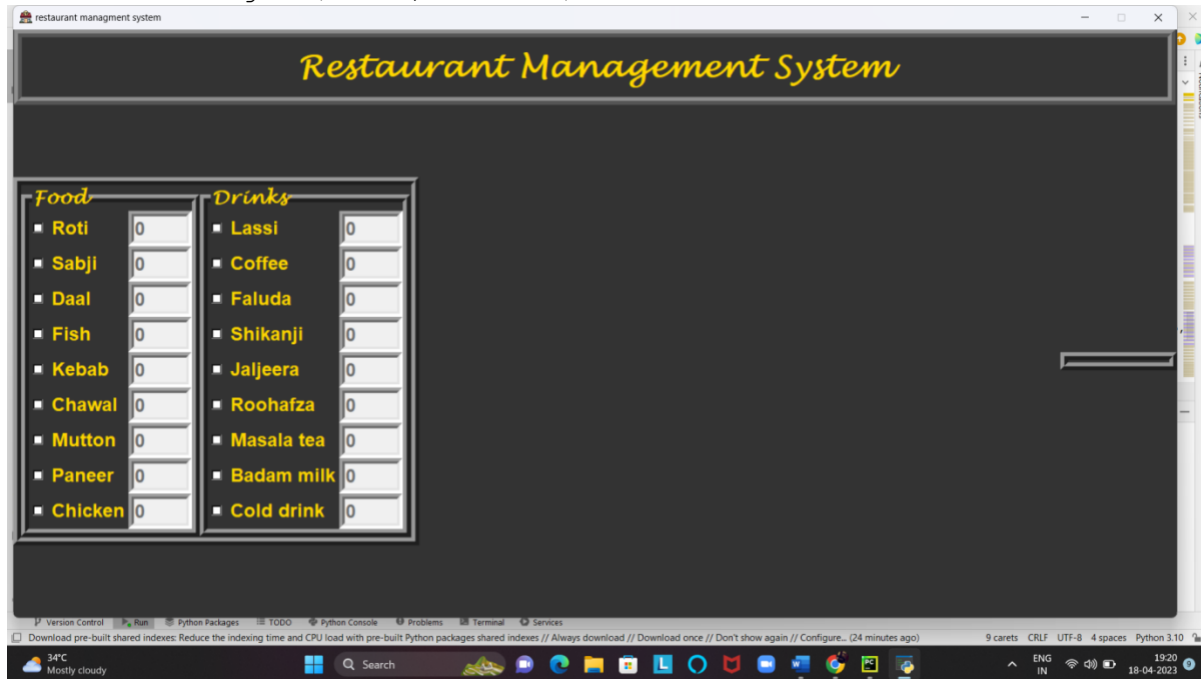 restaurant managment system
Restaurant Management System
Food
Roti 0
Sabji 0
Daal 0
Fish 0
Kebab 0
Chawal 0
Mutton 0
Paneer 0
Chicken 0
Drinks
Lassi 0
Coffee 0
Faluda 0
Shikanji 0
Jaljeera 0
Roohafza 0
Masala tea 0
Badam milk 0
Cold drink 0
Version Control Run Python Packages TODO Python Console Problems Terminal Services
Download pre-built shared indexes: Reduce the indexing time and CPU load with pre-built Python packages shared indexes // Always download // Download once // Don't show again // Configure... (24 minutes ago) 9 carets CRLF UTF-8 4 spaces Python 3.10
34°C
Mostly cloudy
Search
ENG
IN
19:20
18-04-2023